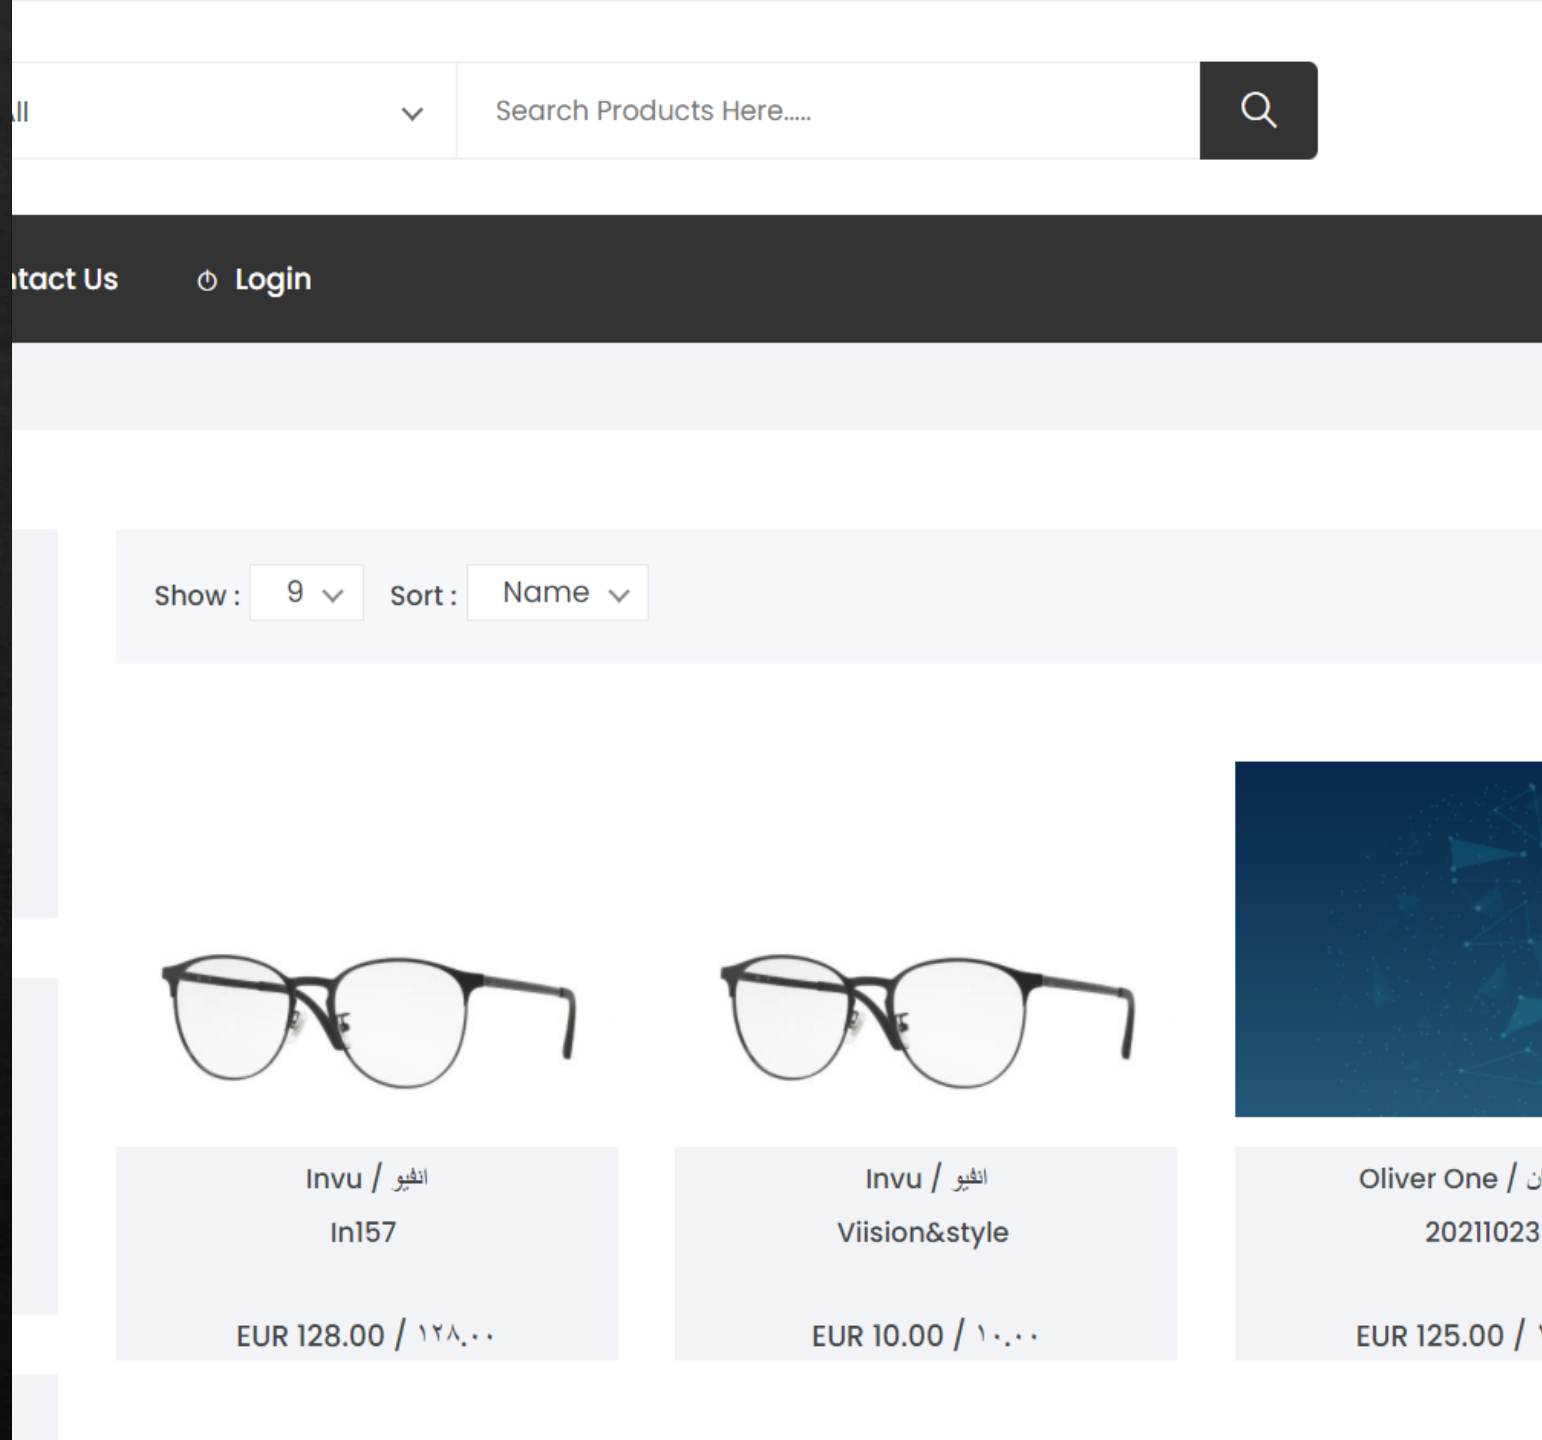 Search Products Here.....
Us
Login
Show : 9
Sort : Name
Invu / انفيو
In157
EUR 128.00 / ١٢٨.٠٠
Invu / انفيو
Viision&style
EUR 10.00 / ١٠.٠٠
Oliver One /
20211023
EUR 125.00 /